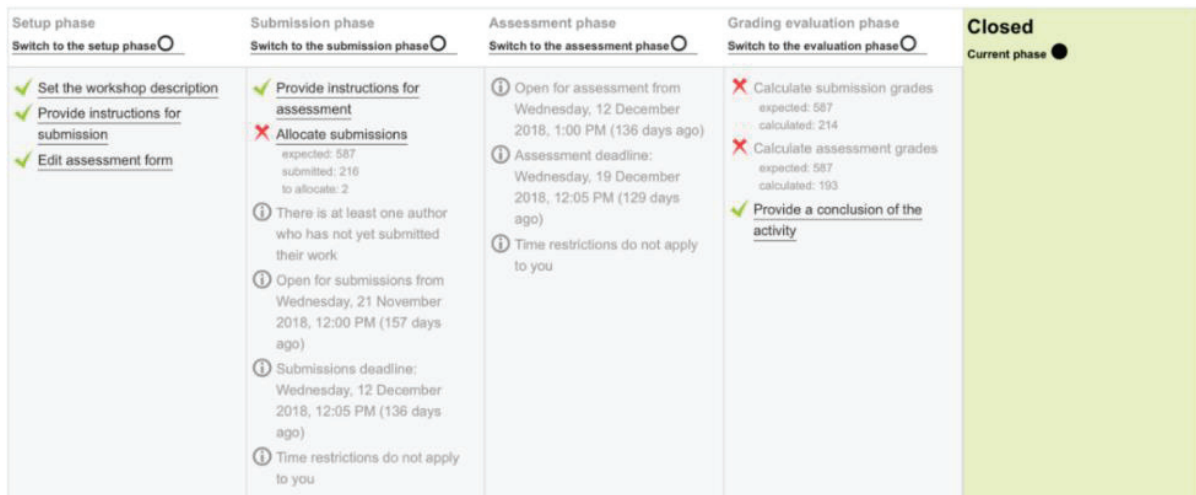 Setup phase
Switch to the setup phase
Set the workshop description
Provide instructions for
submission
Edit assessment form
Submission phase
Switch to the submission phase
Provide instructions for
assessment
Allocate submissions
expected: 587
submitted: 216
to allocate: 2
There is at least one author
who has not yet submitted
their work
Open for submissions from
Wednesday, 21 November
2018, 12:00 PM (157 days
ago)
Submissions deadline:
Wednesday, 12 December
2018, 12:05 PM (136 days
ago)
Time restrictions do not apply
to you
Assessment phase
Switch to the assessment phase
Open for assessment from
Wednesday, 12 December
2018, 1:00 PM (136 days ago)
Assessment deadline:
Wednesday, 19 December
2018, 12:05 PM (129 days
ago)
Time restrictions do not apply
to you
Grading evaluation phase
Switch to the evaluation phase
Calculate submission grades
expected: 587
calculated: 214
Calculate assessment grades
expected: 587
calculated: 193
Provide a conclusion of the
activity
Closed
Current phase